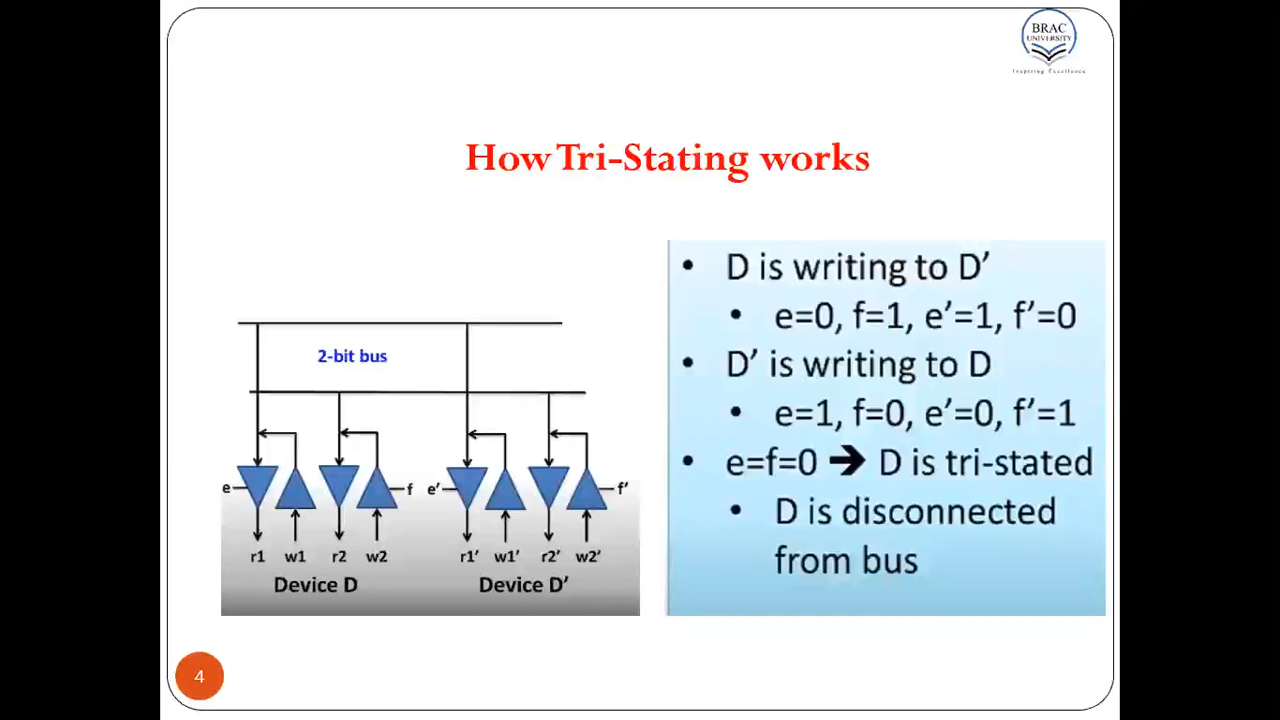 BRAC
UNIVERSITY
Inspiring Excellence
How Tri-Stating works
2-bit bus
e
f
e'
f'
r1 w1 r2 w2
r1' w1' r2' w2'
Device D
Device D'
• D is writing to D'
• e=0, f=1, e'=1, f'=0
• D' is writing to D
• e=1, f=0, e'=0, f'=1
• e=f=0 → D is tri-stated
• D is disconnected
from bus
4